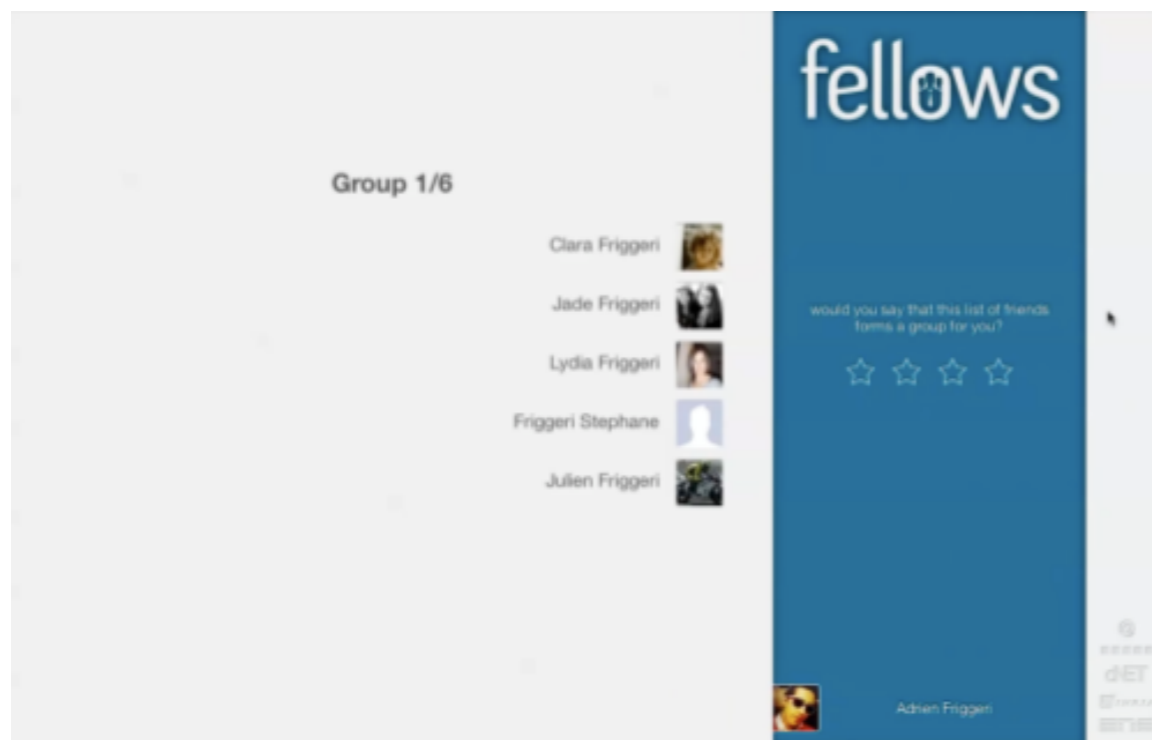 fellows
Group 1/6
Clara Friggeri
Jade Friggeri
Lydia Friggeri
Friggeri Stephane
Julien Friggeri
would you say that this list of friends
forms a group for you?
Adrien Friggeri